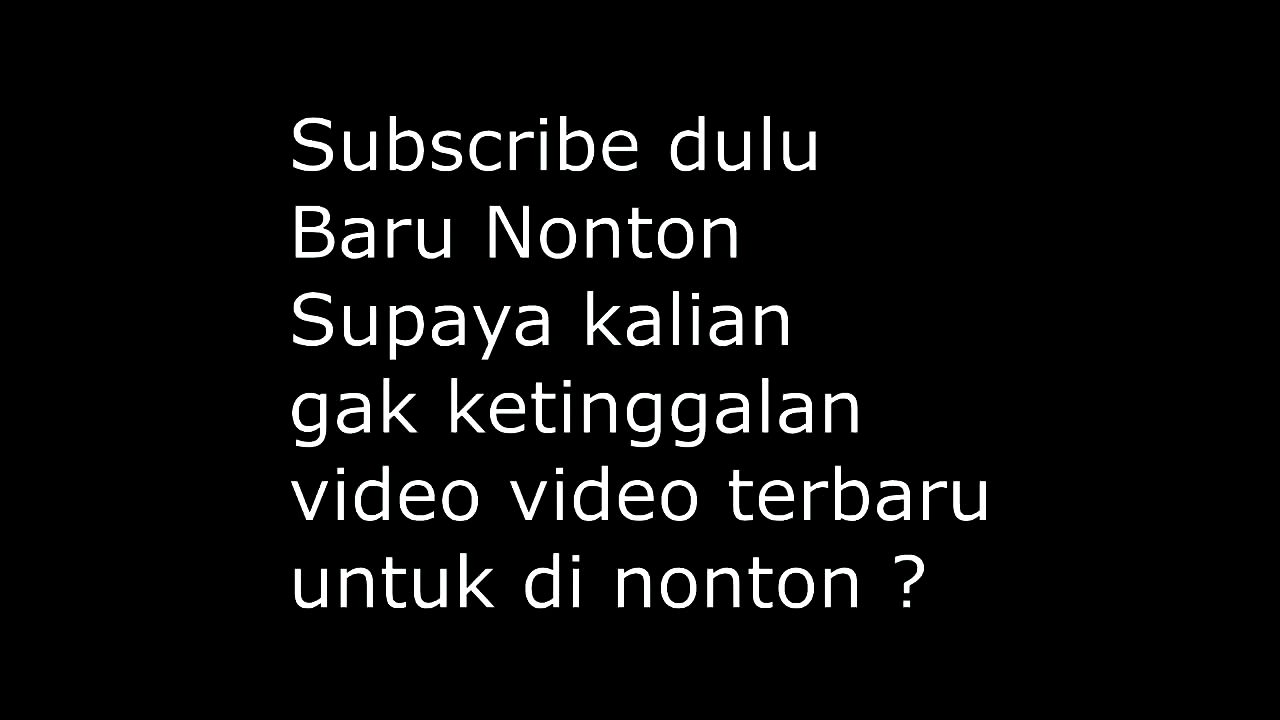 Subscribe dulu
Baru Nonton
Supaya kalian
gak ketinggalan
video video terbaru
untuk di nonton ?